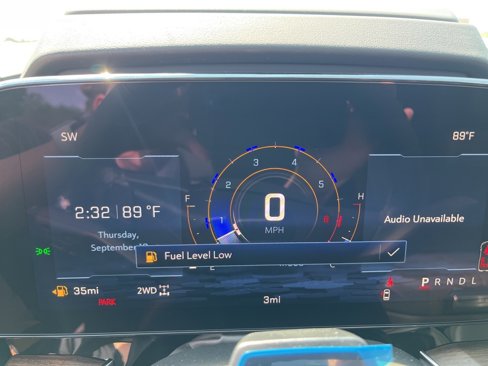 SW
89°F
3
4
2
5
1
6
F
H
0
MPH
2:32 | 89 °F
Thursday,
September
Audio Unavailable
Fuel Level Low
E
C
35mi
PARK
2WD
3mi
P R N D L